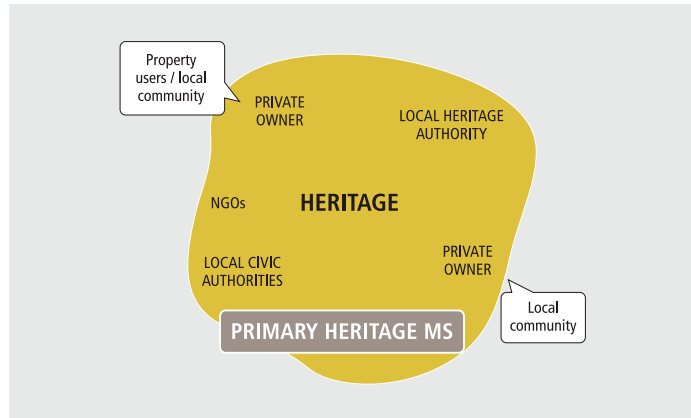 Property
users / local
community
PRIVATE
OWNER
LOCAL HERITAGE
AUTHORITY
NGOs
HERITAGE
LOCAL CIVIC
AUTHORITIES
PRIVATE
OWNER
Local
community
PRIMARY HERITAGE MS